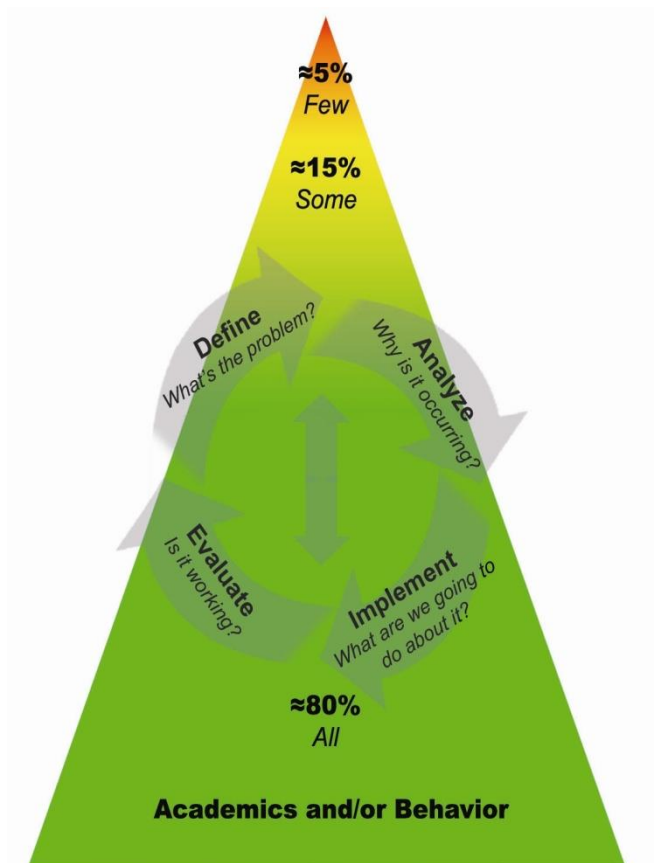 ≈5%
Few
≈15%
Some
Define
What's the problem?
Analyze
Why is it occurring?
Evaluate
Is it working?
Implement
What are we going to
do about it?
≈80%
All
Academics and/or Behavior